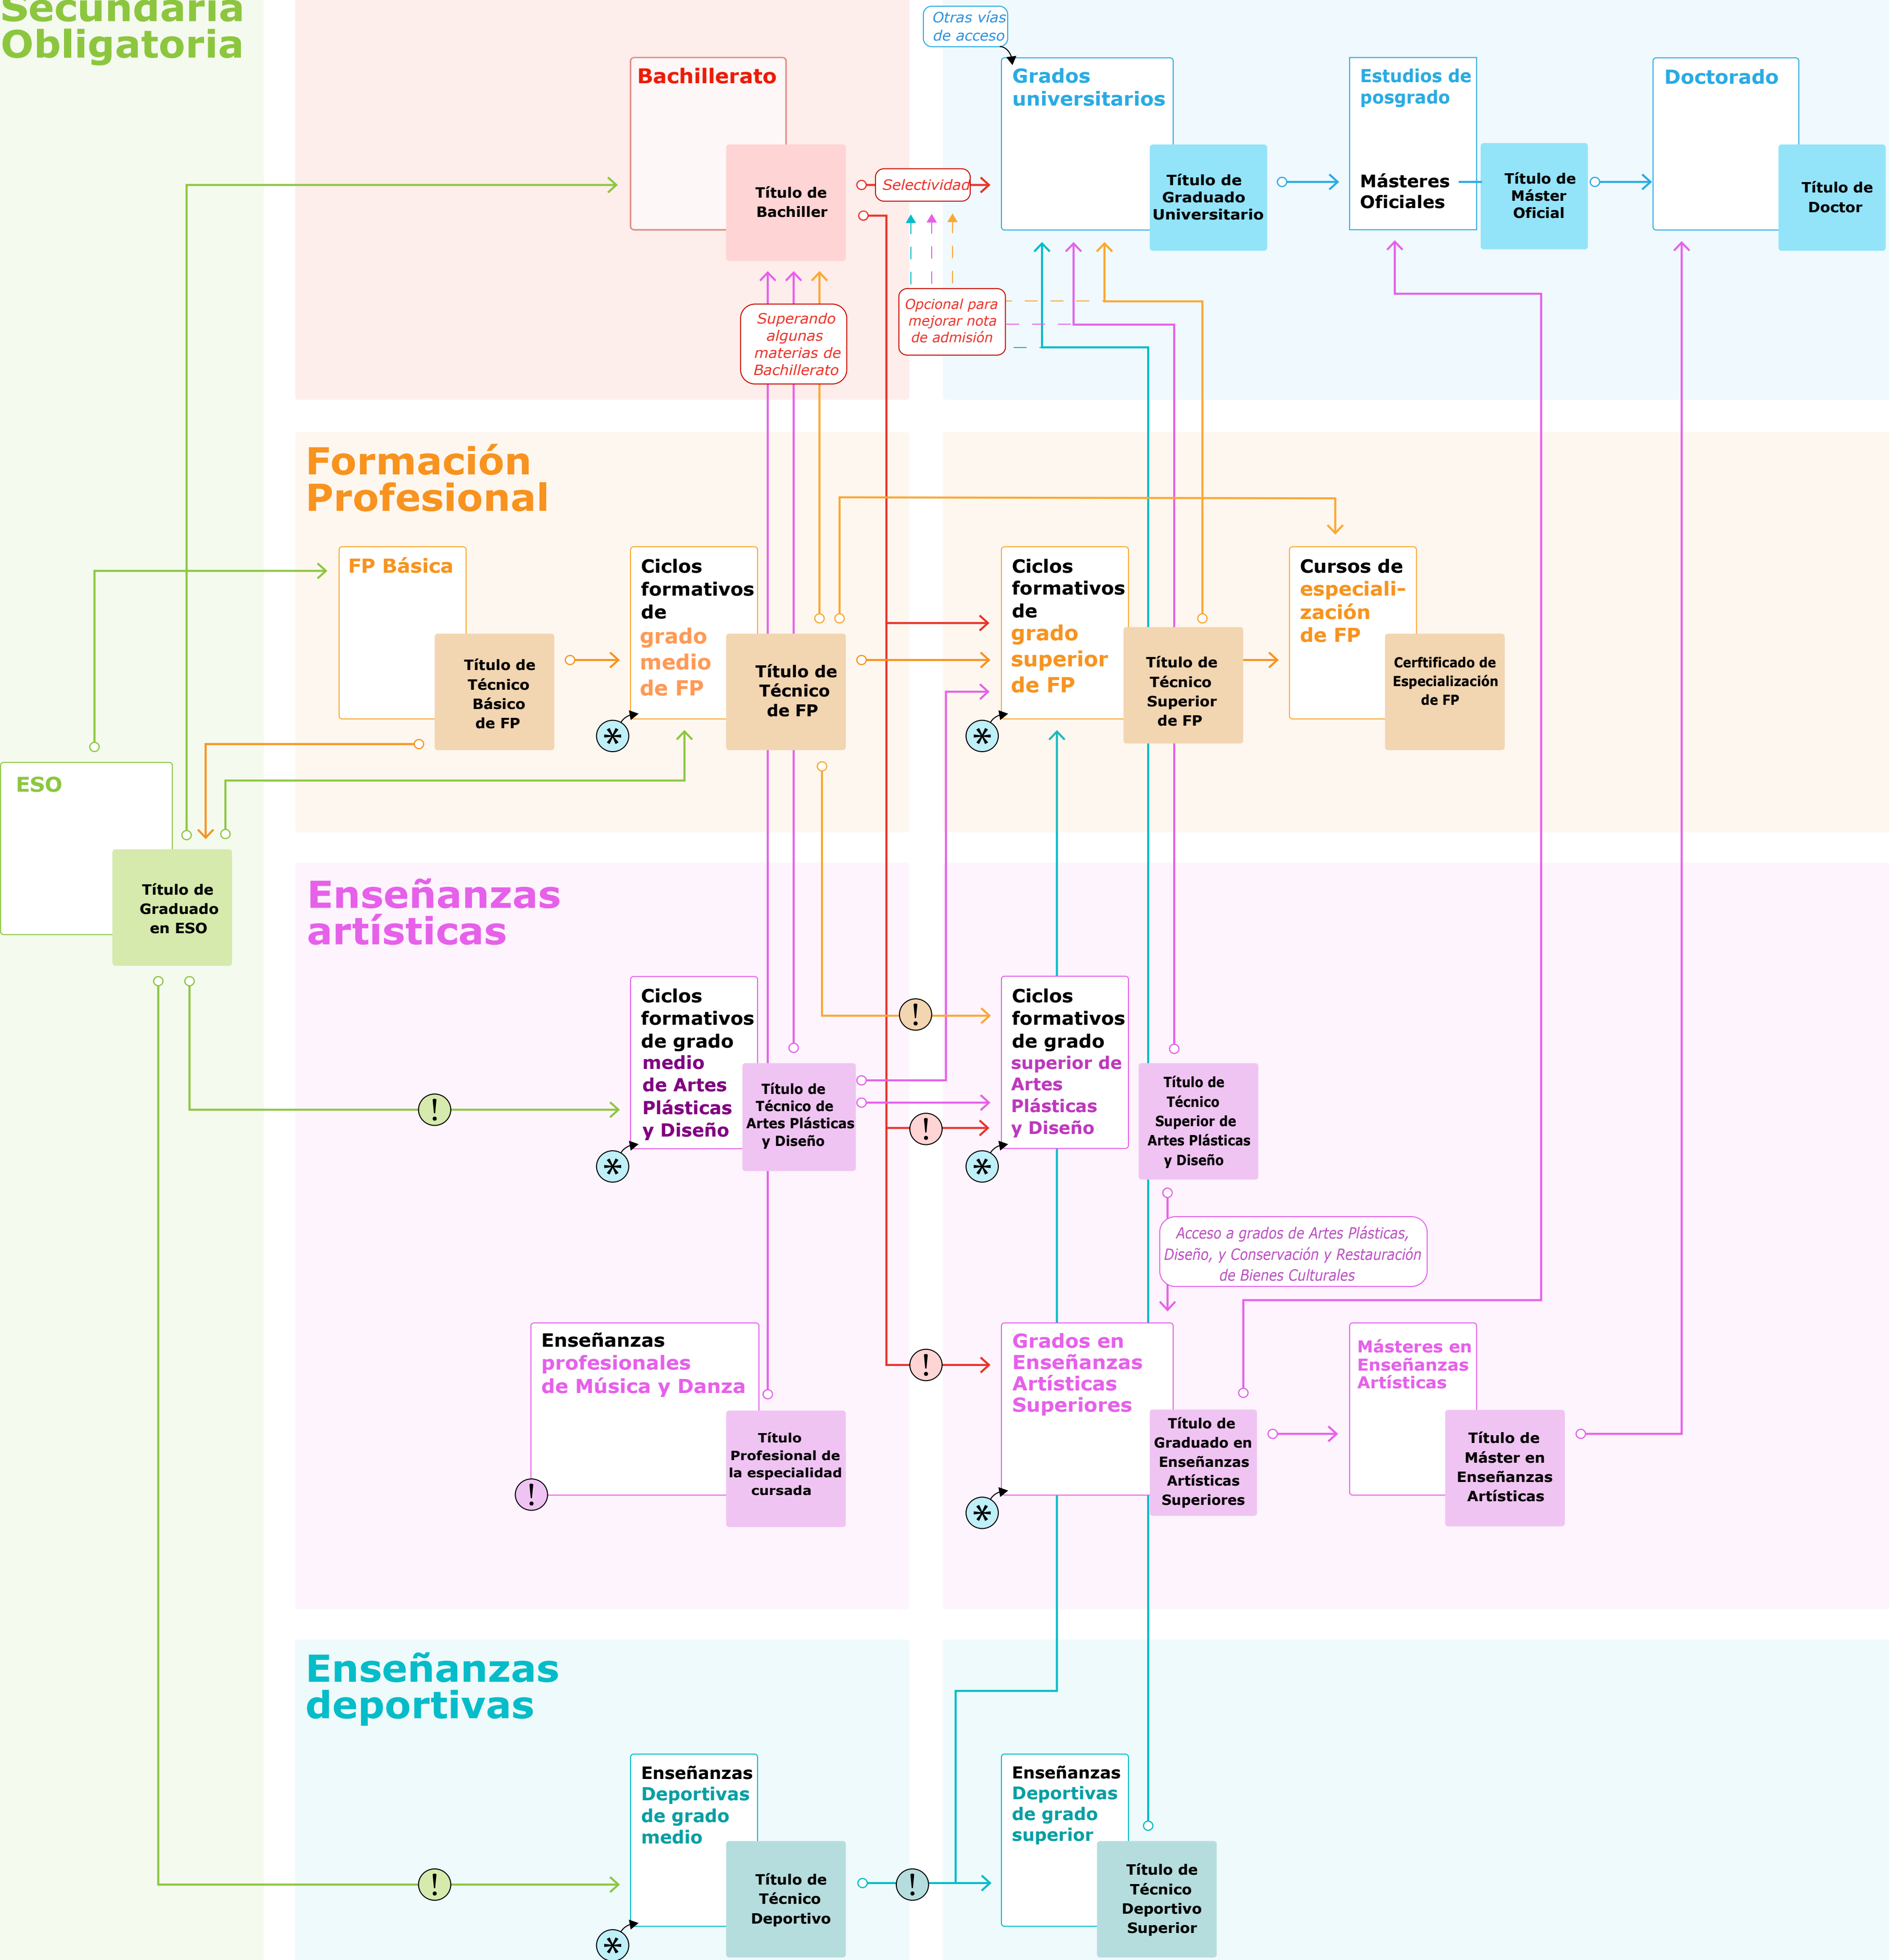 Secundaria
Obligatoria
Otras vías
de acceso
Bachillerato
Título de
Bachiller
Selectividad
Grados
universitarios
Título de
Graduado
Universitario
Estudios de
posgrado
Másteres
Oficiales
Título de
Máster
Oficial
Doctorado
Título de
Doctor
Superando
algunas
materias de
Bachillerato
Opcional para
mejorar nota
de admisión
Formación
Profesional
FP Básica
Título de
Técnico
Básico
de FP
Ciclos
formativos
de
grado
medio
de FP
*
Título de
Técnico
de FP
Ciclos
formativos
de
grado
superior
de FP
*
Título de
Técnico
Superior
de FP
Cursos de
especiali-
zación
de FP
Cerftificado de
Especialización
de FP
ESO
Título de
Graduado
en ESO
Enseñanzas
artísticas
!
Ciclos
formativos
de grado
medio
de Artes
Plásticas
y Diseño
*
Título de
Técnico de
Artes Plásticas
y Diseño
!
!
Ciclos
formativos
de grado
superior de
Artes
Plásticas
y Diseño
*
Título de
Técnico
Superior de
Artes Plásticas
y Diseño
Acceso a grados de Artes Plásticas,
Diseño, y Conservación y Restauración
de Bienes Culturales
Enseñanzas
profesionales
de Música y Danza
!
Título
Profesional de
la especialidad
cursada
!
Grados en
Enseñanzas
Artísticas
Superiores
*
Título de
Graduado en
Enseñanzas
Artísticas
Superiores
Másteres en
Enseñanzas
Artísticas
Título de
Máster en
Enseñanzas
Artísticas
Enseñanzas
deportivas
!
Enseñanzas
Deportivas
de grado
medio
*
Título de
Técnico
Deportivo
!
Enseñanzas
Deportivas
de grado
superior
Título de
Técnico
Deportivo
Superior